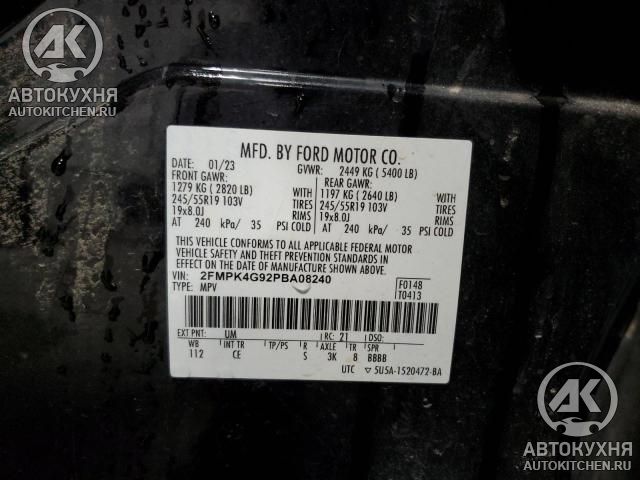 АК
АВТОКУХНЯ
AUTOKITCHEN.RU
MFD. BY FORD MOTOR CO.
DATE: 01/23 GVWR: 2449 KG ( 5400 LB)
FRONT GAWR: REAR GAWR:
1279 KG ( 2820 LB) WITH 1197 KG ( 2640 LB) WITH
245/55R19 103V TIRES 245/55R19 103V TIRES
19x8.0J RIMS 19x8.0J RIMS
AT 240 kPa/ 35 PSI COLD AT 240 kPa/ 35 PSI COLD
THIS VEHICLE CONFORMS TO ALL APPLICABLE FEDERAL MOTOR
VEHICLE SAFETY AND THEFT PREVENTION STANDARDS IN
EFFECT ON THE DATE OF MANUFACTURE SHOWN ABOVE.
VIN: 2FMPK4G92PBA08240 F0148
TYPE: MPV T0413
EXT PNT: UM RC: 21 DSO:
WB INT TR TP/PS R AXLE TR SPR
112 CE S 3K 8 BBBB
UTC ▽ 5U5A-1520472-BA
АК
АВТОКУХНЯ
AUTOKITCHEN.RU